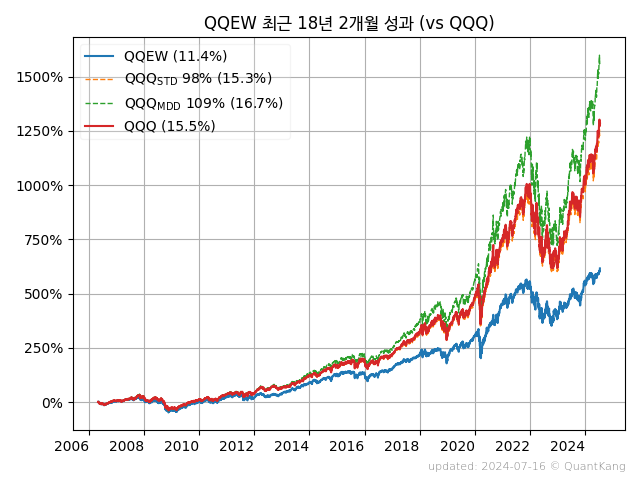 QQEW 최근 18년 2개월 성과 (vs QQQ)
QQEW (11.4%)
QQQSTD 98% (15.3%)
QQQMDD 109% (16.7%)
QQQ (15.5%)
1500%
1250%
1000%
750%
500%
250%
0%
2006 2008 2010 2012 2014 2016 2018 2020 2022 2024
updated: 2024-07-16 © QuantKang